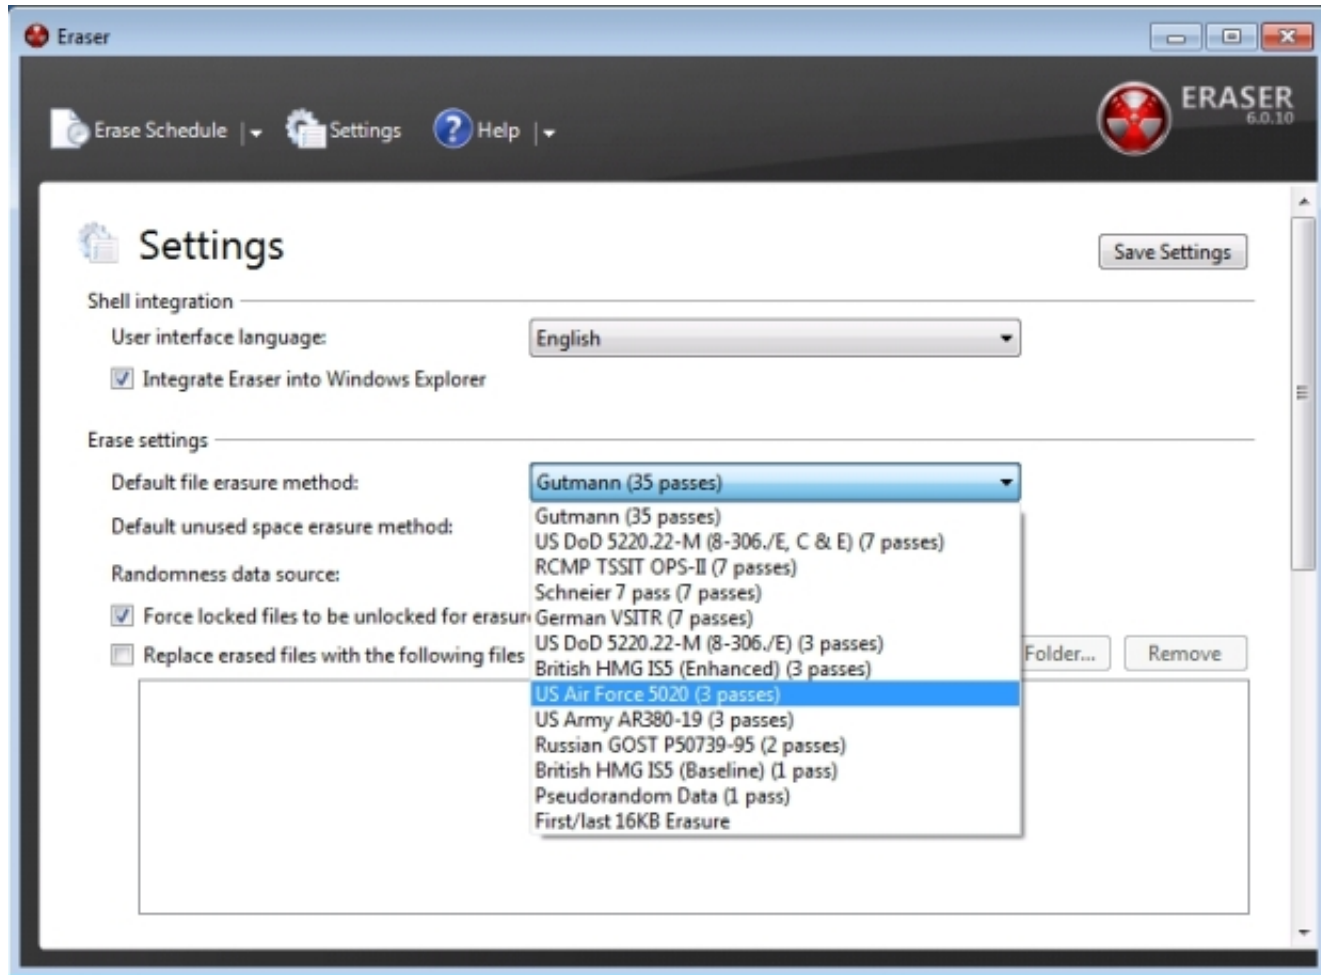 Eraser
ERASER
6.0.10
Erase Schedule
Settings
Help
Settings
Save Settings
Shell integration
User interface language:
English
Integrate Eraser into Windows Explorer
Erase settings
Default file erasure method:
Gutmann (35 passes)
Default unused space erasure method:
Randomness data source:
Force locked files to be unlocked for erasur
Replace erased files with the following files
Gutmann (35 passes)
US DoD 5220.22-M (8-306./E, C & E) (7 passes)
RCMP TSSIT OPS-II (7 passes)
Schneier 7 pass (7 passes)
German VSITR (7 passes)
US DoD 5220.22-M (8-306./E) (3 passes)
British HMG IS5 (Enhanced) (3 passes)
US Air Force 5020 (3 passes)
US Army AR380-19 (3 passes)
Russian GOST P50739-95 (2 passes)
British HMG IS5 (Baseline) (1 pass)
Pseudorandom Data (1 pass)
First/last 16KB Erasure
Folder...
Remove